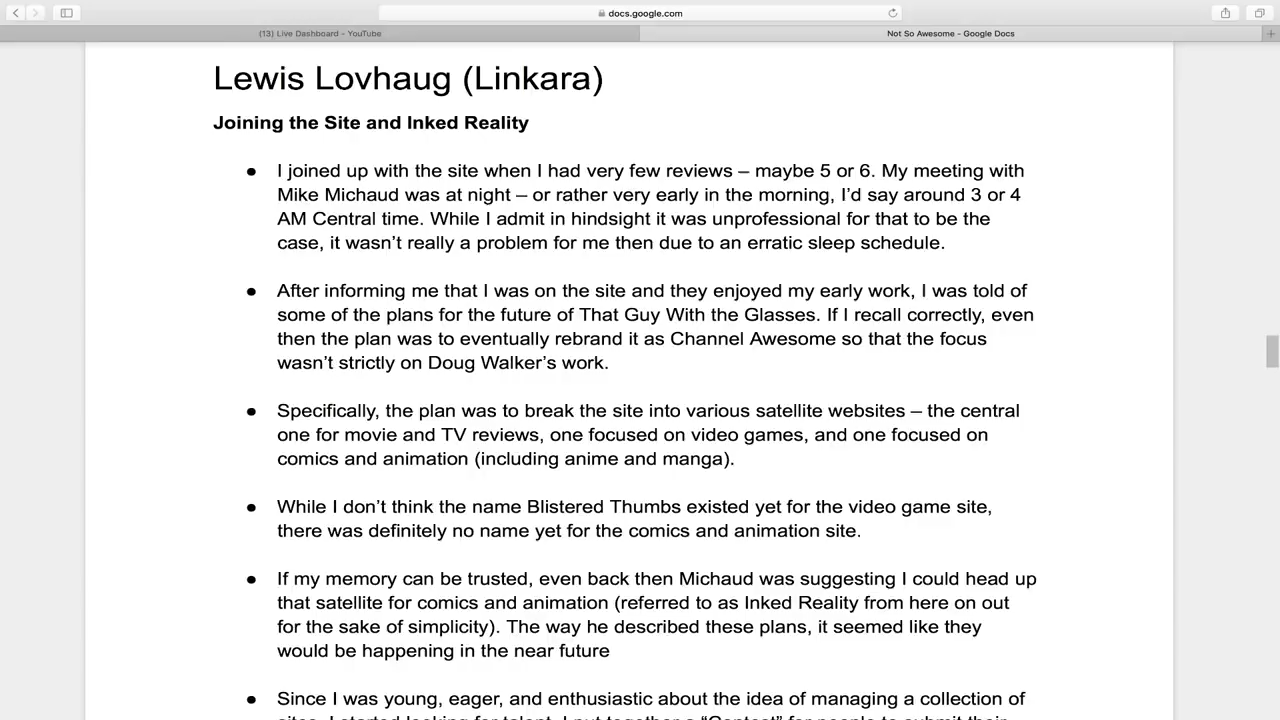 docs.google.com
(13) Live Dashboard - YouTube
Not So Awesome - Google Docs
Lewis Lovhaug (Linkara)
Joining the Site and Inked Reality
● I joined up with the site when I had very few reviews – maybe 5 or 6. My meeting with
Mike Michaud was at night – or rather very early in the morning, I’d say around 3 or 4
AM Central time. While I admit in hindsight it was unprofessional for that to be the
case, it wasn’t really a problem for me then due to an erratic sleep schedule.
● After informing me that I was on the site and they enjoyed my early work, I was told of
some of the plans for the future of That Guy With the Glasses. If I recall correctly, even
then the plan was to eventually rebrand it as Channel Awesome so that the focus
wasn’t strictly on Doug Walker’s work.
● Specifically, the plan was to break the site into various satellite websites – the central
one for movie and TV reviews, one focused on video games, and one focused on
comics and animation (including anime and manga).
● While I don’t think the name Blistered Thumbs existed yet for the video game site,
there was definitely no name yet for the comics and animation site.
● If my memory can be trusted, even back then Michaud was suggesting I could head up
that satellite for comics and animation (referred to as Inked Reality from here on out
for the sake of simplicity). The way he described these plans, it seemed like they
would be happening in the near future
● Since I was young, eager, and enthusiastic about the idea of managing a collection of
sites, I started looking for talent. I put together a “Contest” for people to submit their